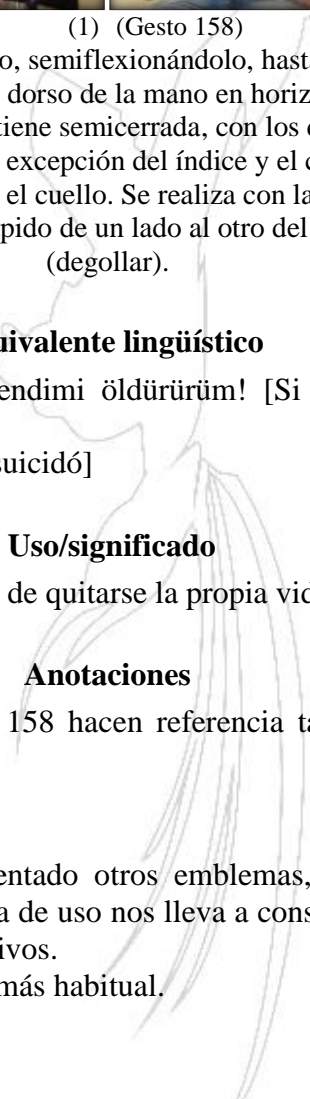 (1) (Gesto 158)
o, semiflexionándolo, hast
dorso de la mano en horiz
tiene semicerrada, con los
excepción del índice y el
el cuello. Se realiza con la
pido de un lado al otro del
(degollar).
uivalente lingüístico
endimi öldürürüm! [Si
suicidó]
Uso/significado
de quitarse la propia vid
Anotaciones
158 hacen referencia ta
entado otros emblemas,
a de uso nos lleva a cons
ivos.
más habitual.